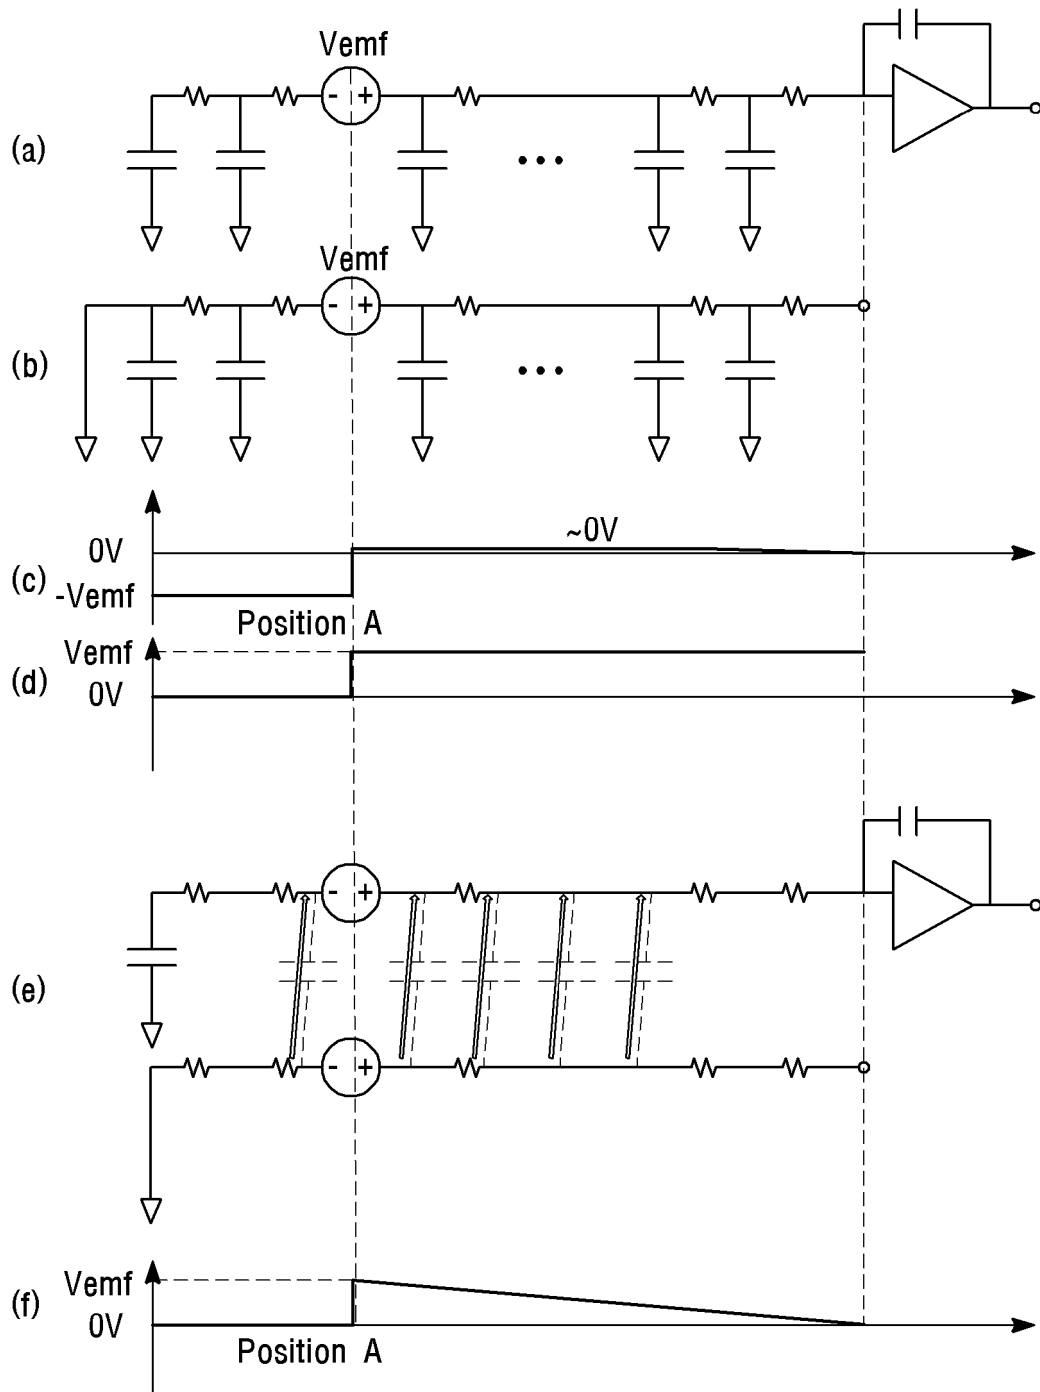 Vemf
- +
(a)
• • •
Vemf
- +
(b)
• • •
~0V
0V
(c)
-Vemf
Position A
Vemf
(d)
0V
- +
(e)
- +
Vemf
(f)
0V
Position A